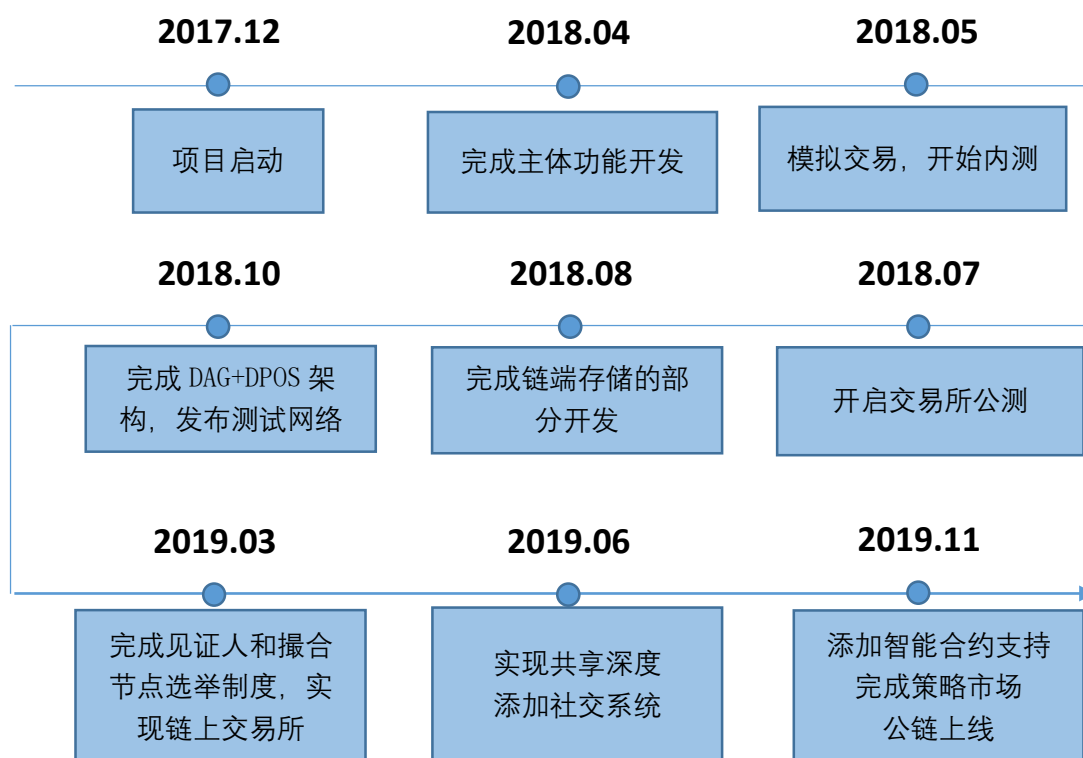 2017.12
2018.04
2018.05
项目启动
完成主体功能开发
模拟交易，开始内测
2018.10
2018.08
2018.07
完成 DAG+DPOS 架
构，发布测试网络
完成链端存储的部
分开发
开启交易所公测
2019.03
2019.06
2019.11
完成见证人和撮合
节点选举制度，实
现链上交易所
实现共享深度
添加社交系统
添加智能合约支持
完成策略市场
公链上线